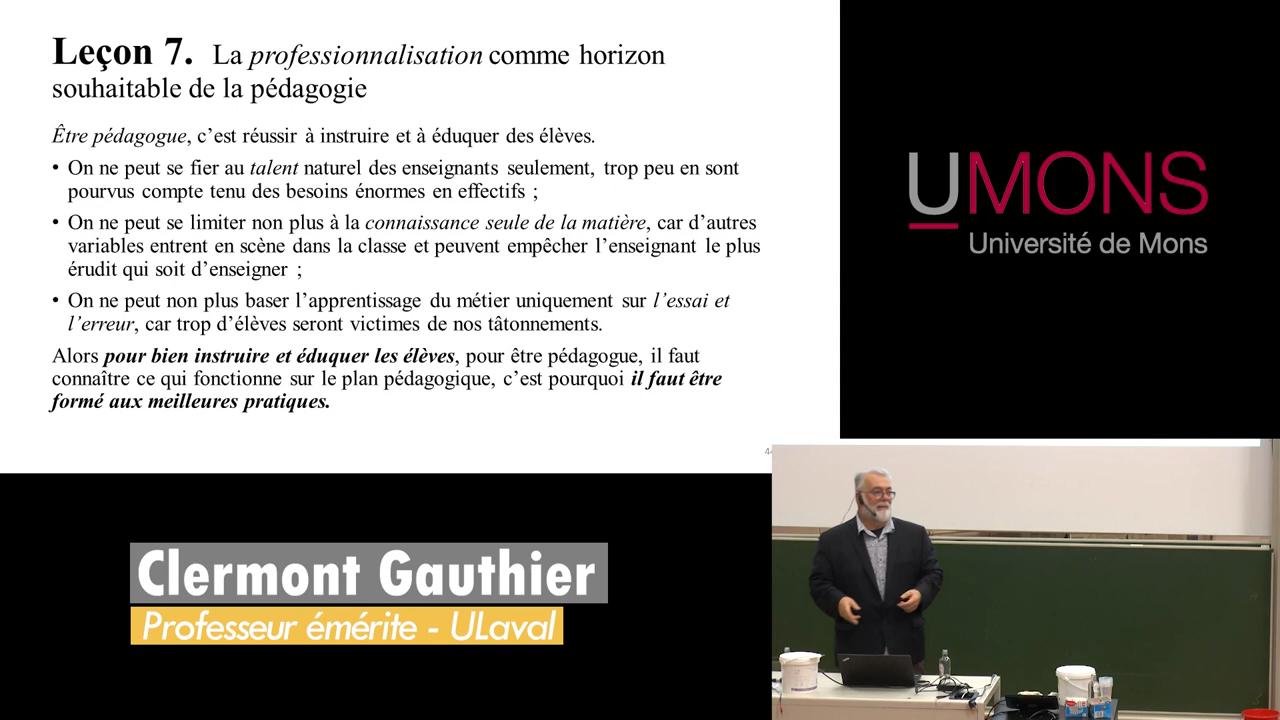 Leçon 7. La professionnalisation comme horizon
souhaitable de la pédagogie
Être pédagogue, c’est réussir à instruire et à éduquer des élèves.
• On ne peut se fier au talent naturel des enseignants seulement, trop peu en sont
pourvus compte tenu des besoins énormes en effectifs ;
• On ne peut se limiter non plus à la connaissance seule de la matière, car d’autres
variables entrent en scène dans la classe et peuvent empêcher l’enseignant le plus
érudit qui soit d’enseigner ;
• On ne peut non plus baser l’apprentissage du métier uniquement sur l’essai et
l’erreur, car trop d’élèves seront victimes de nos tâtonnements.
Alors pour bien instruire et éduquer les élèves, pour être pédagogue, il faut
connaître ce qui fonctionne sur le plan pédagogique, c’est pourquoi il faut être
formé aux meilleures pratiques.
UMONS
Université de Mons
Clermont Gauthier
Professeur émérite - ULaval